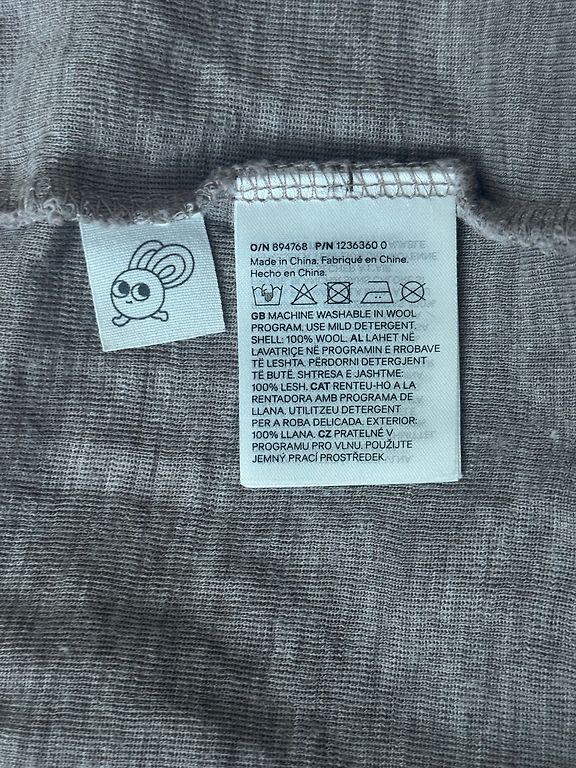 O/N 894768 P/N 1236360 0
Made in China. Fabriqué en Chine.
Hecho en China.
GB MACHINE WASHABLE IN WOOL
PROGRAM. USE MILD DETERGENT.
SHELL: 100% WOOL. AL LAHET NË
LAVATRIÇE NË PROGRAMIN E RROBAVE
TË LESHTA. PËRDORNI DETERGJENT
TË BUTË. SHTRESA E JASHTME:
100% LESH. CAT RENTEU-HO A LA
RENTADORA AMB PROGRAMA DE
LLANA. UTILITZEU DETERGENT
PER A ROBA DELICADA. EXTERIOR:
100% LLANA. CZ PRATELNÉ V
PROGRAMU PRO VLNU. POUŽIJTE
JEMNÝ PRACÍ PROSTŘEDEK.